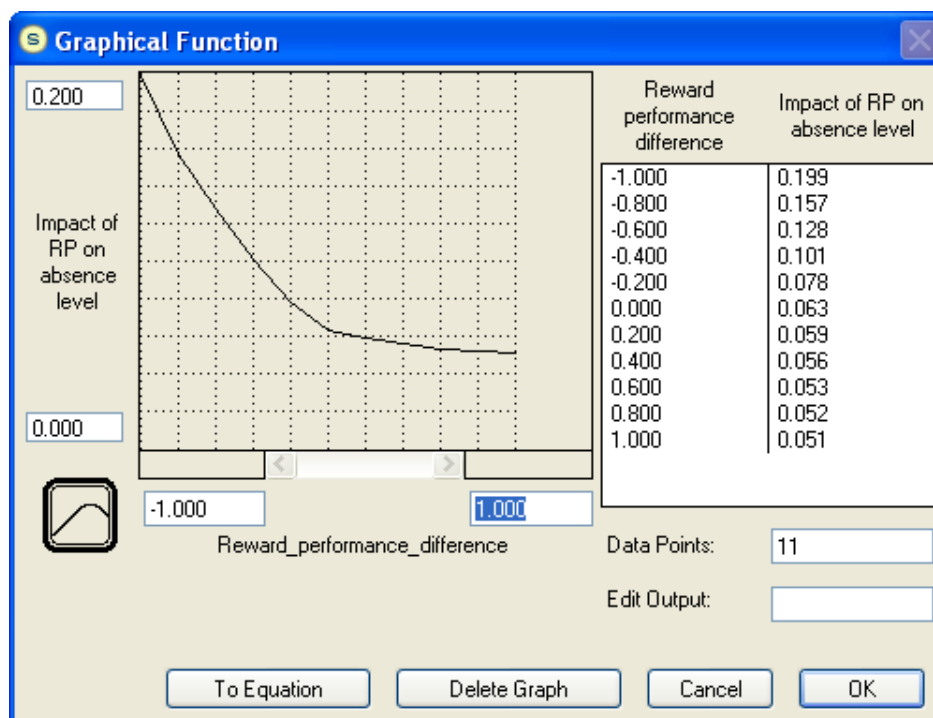 S Graphical Function
0.200
Impact of
RP on
absence
level
0.000
-1.000
1.000
Reward_performance_difference
Reward
performance
difference
Impact of RP on
absence level
-1.000 0.199
-0.800 0.157
-0.600 0.128
-0.400 0.101
-0.200 0.078
0.000 0.063
0.200 0.059
0.400 0.056
0.600 0.053
0.800 0.052
1.000 0.051
Data Points: 11
Edit Output:
To Equation
Delete Graph
Cancel
OK